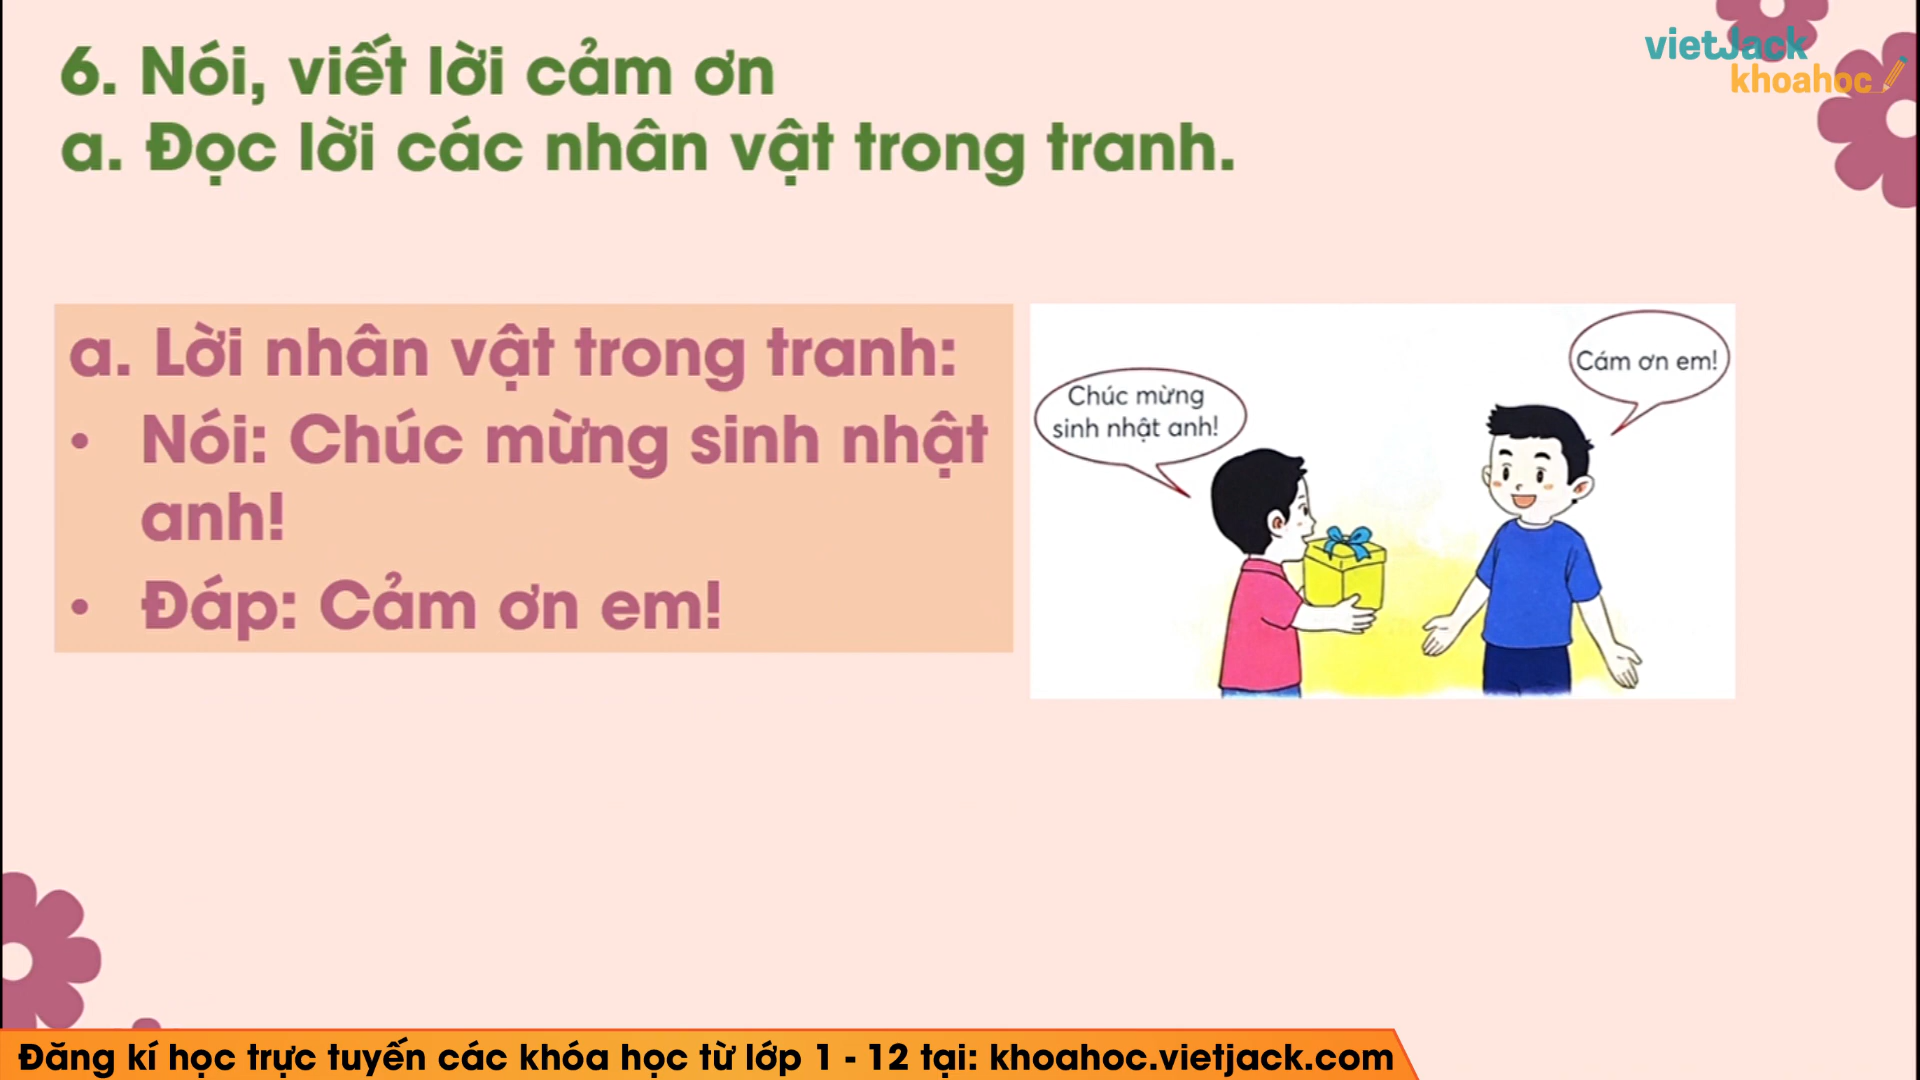 6. Nói, viết lời cảm ơn
a. Đọc lời các nhân vật trong tranh.
vietJack
khoahoc
a. Lời nhân vật trong tranh:
• Nói: Chúc mừng sinh nhật
anh!
• Đáp: Cảm ơn em!
Chúc mừng
sinh nhật anh!
Cám ơn em!
Đăng kí học trực tuyến các khóa học từ lớp 1 - 12 tại: khoahoc.vietjack.com